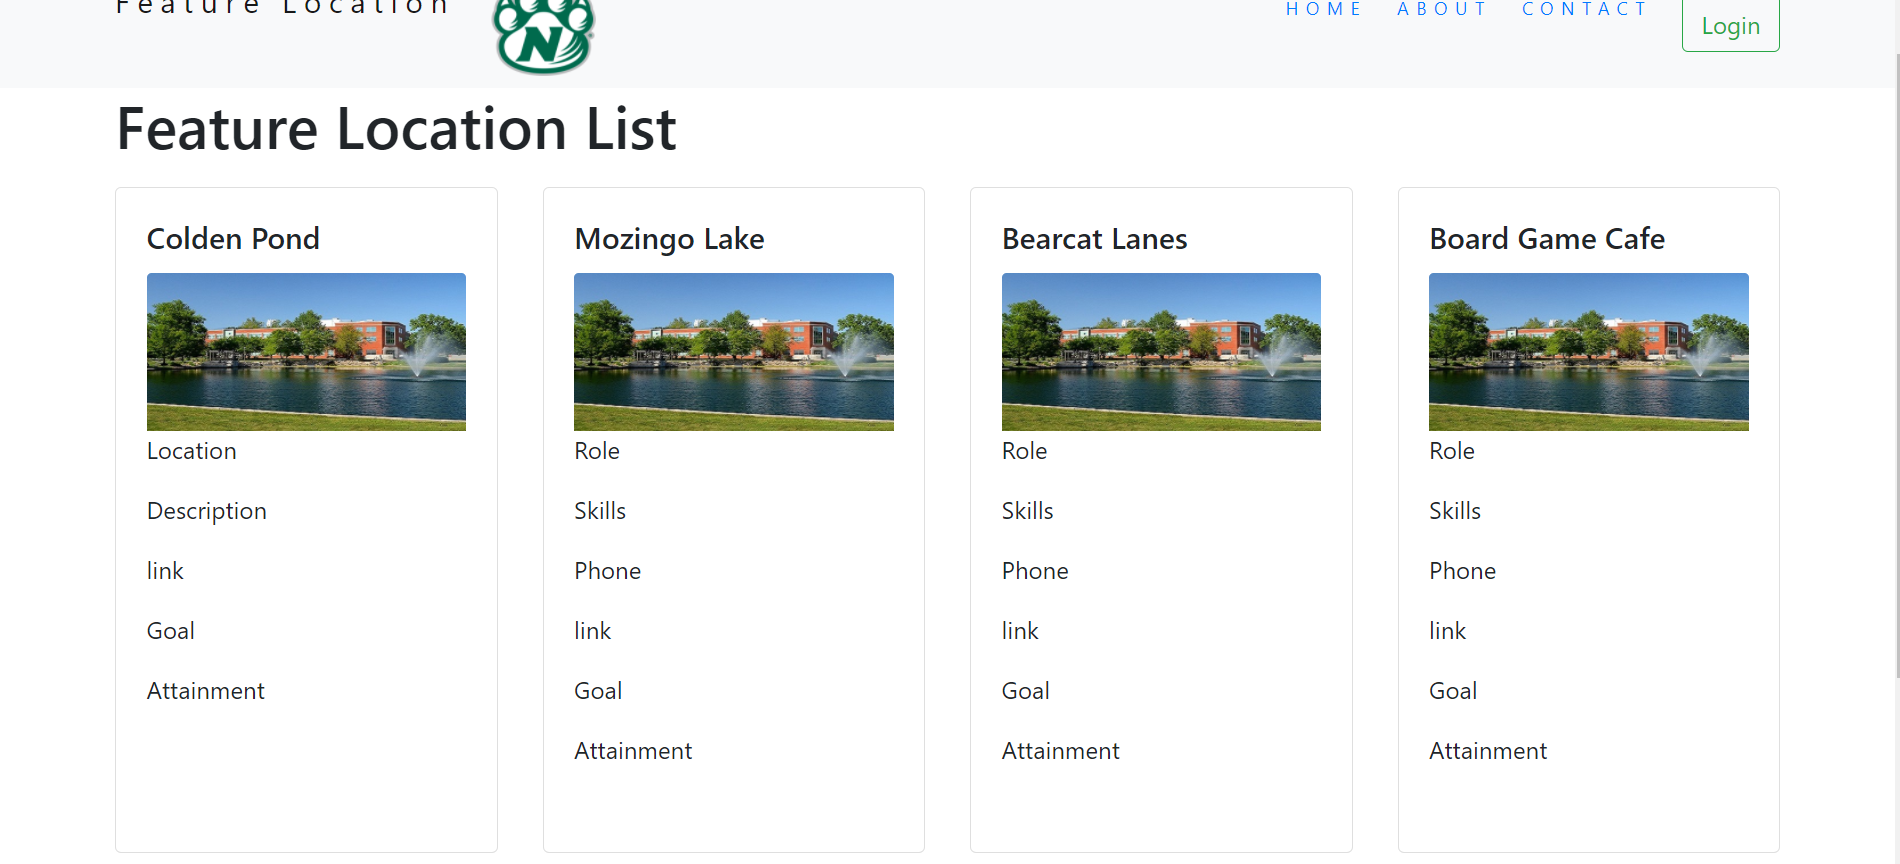 Feature Location
N
HOME ABOUT CONTACT Login
Feature Location List
Colden Pond
Location
Description
link
Goal
Attainment
Mozingo Lake
Role
Skills
Phone
link
Goal
Attainment
Bearcat Lanes
Role
Skills
Phone
link
Goal
Attainment
Board Game Cafe
Role
Skills
Phone
link
Goal
Attainment